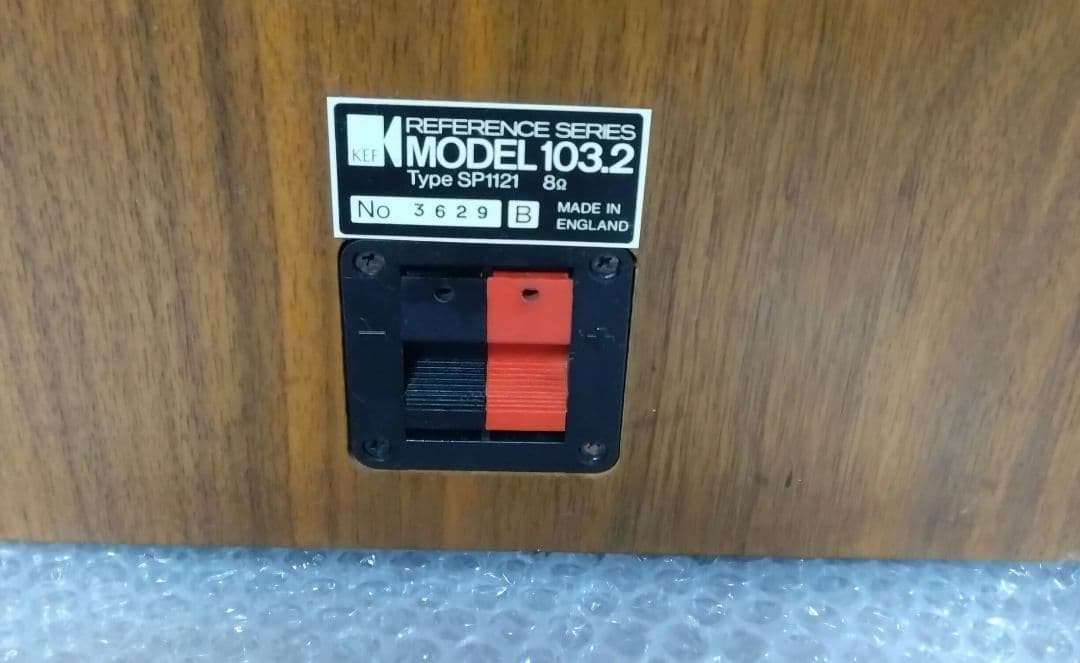 KEF
REFERENCE SERIES
MODEL 103.2
Type SP1121 8Ω
No 3629 B
MADE IN
ENGLAND
- +